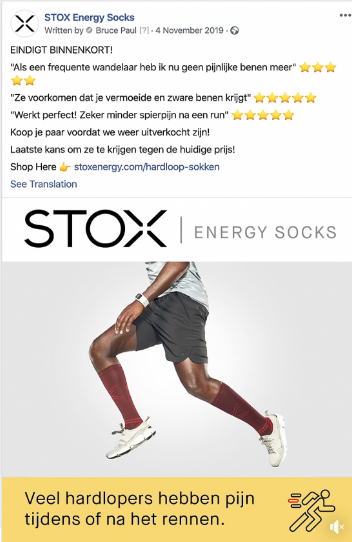 STOX Energy Socks
Written by Bruce Paul [?] · 4 November 2019 ·
EINDIGT BINNENKORT!
"Als een frequente wandelaar heb ik nu geen pijnlijke benen meer" ⭐⭐⭐
⭐⭐
"Ze voorkomen dat je vermoeide en zware benen krijgt" ⭐⭐⭐⭐⭐
"Werkt perfect! Zeker minder spierpijn na een run" ⭐⭐⭐⭐⭐
Koop je paar voordat we weer uitverkocht zijn!
Laatste kans om ze te krijgen tegen de huidige prijs!
Shop Here 👉 stoxenergy.com/hardloop-sokken
See Translation
STOX | ENERGY SOCKS
Veel hardlopers hebben pijn
tijdens of na het rennen.